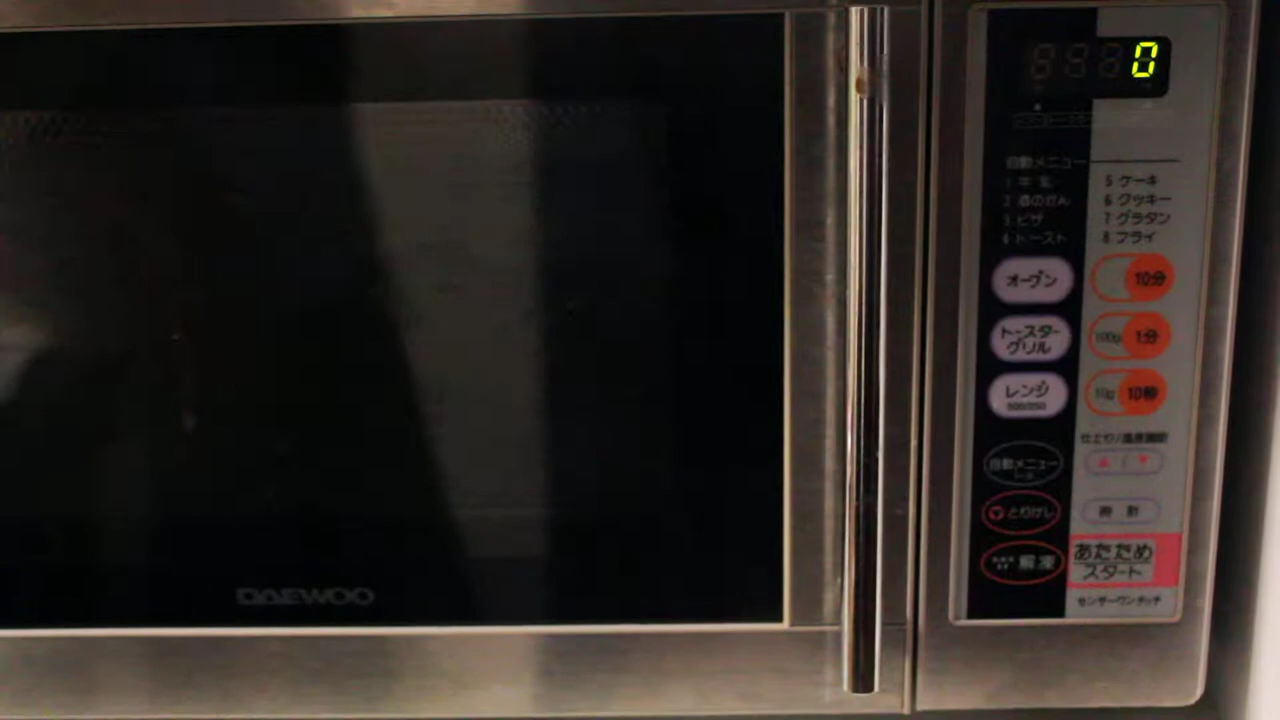 0
自動メニュー
1 牛乳
2 酒のかん
3 ピザ
4 トースト
5 ケーキ
6 クッキー
7 グラタン
8 フライ
オーブン
10分
トースター
グリル
100g 1分
レンジ
500/250
10g 10秒
仕上り/温度調節
自動メニュー
▲ / ▼
とりけし
時 計
解凍
あたため
スタート
センサーワンタッチ
DAEWOO